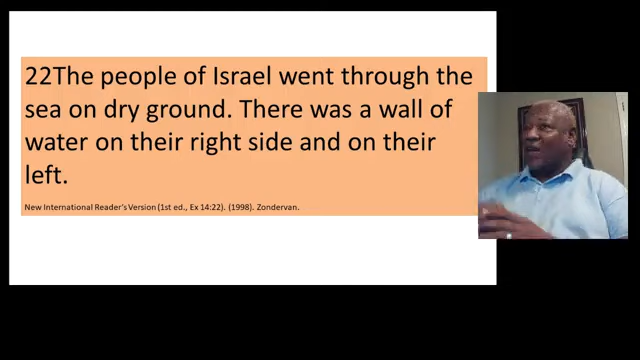 22The people of Israel went through the
sea on dry ground. There was a wall of
water on their right side and on their
left.
New International Reader's Version (1st ed., Ex 14:22). (1998). Zondervan.